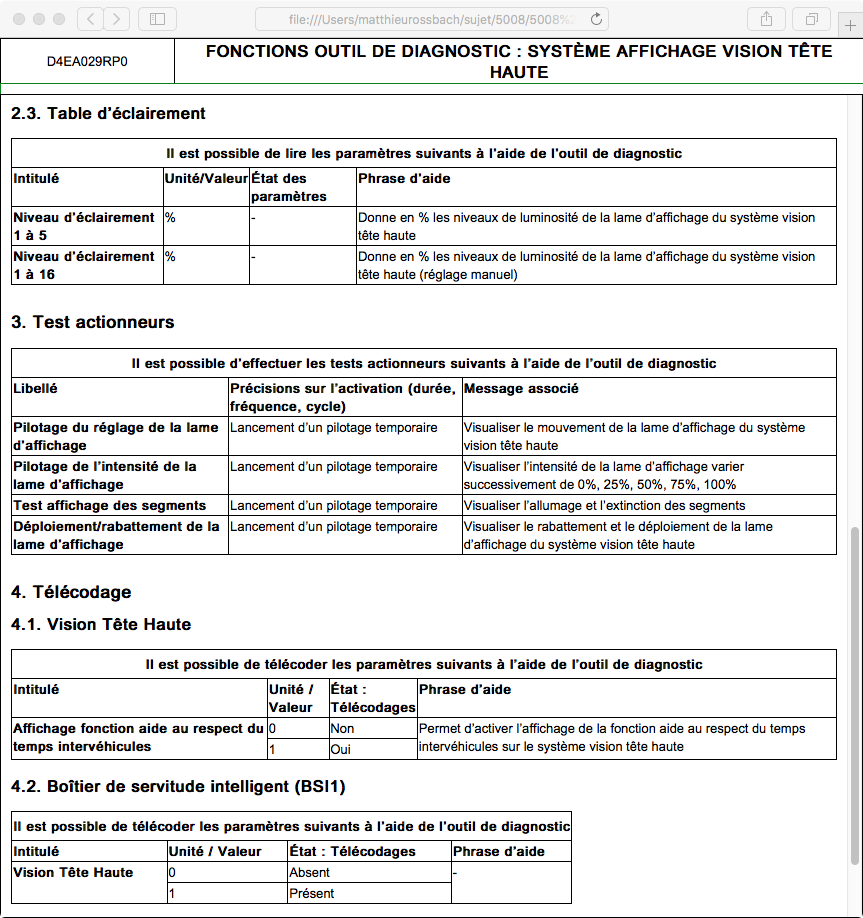 file:///Users/matthieurossbach/sujet/5008/5008%2
D4EA029RP0
FONCTIONS OUTIL DE DIAGNOSTIC : SYSTÈME AFFICHAGE VISION TÊTE
HAUTE
2.3. Table d'éclairement
Il est possible de lire les paramètres suivants à l'aide de l'outil de diagnostic
Intitulé Unité/Valeur État des Phrase d'aide
paramètres
Niveau d'éclairement % - Donne en % les niveaux de luminosité de la lame d'affichage du système vision
1 à 5 tête haute
Niveau d'éclairement % - Donne en % les niveaux de luminosité de la lame d'affichage du système vision
1 à 16 tête haute (réglage manuel)
3. Test actionneurs
Il est possible d'effectuer les tests actionneurs suivants à l'aide de l'outil de diagnostic
Libellé Précisions sur l'activation (durée, Message associé
fréquence, cycle)
Pilotage du réglage de la lame Lancement d'un pilotage temporaire Visualiser le mouvement de la lame d'affichage du système
d'affichage vision tête haute
Pilotage de l'intensité de la Lancement d'un pilotage temporaire Visualiser l'intensité de la lame d'affichage varier
lame d'affichage successivement de 0%, 25%, 50%, 75%, 100%
Test affichage des segments Lancement d'un pilotage temporaire Visualiser l'allumage et l'extinction des segments
Déploiement/rabattement de la Lancement d'un pilotage temporaire Visualiser le rabattement et le déploiement de la lame
lame d'affichage d'affichage du système vision tête haute
4. Télécodage
4.1. Vision Tête Haute
Il est possible de télécoder les paramètres suivants à l'aide de l'outil de diagnostic
Intitulé Unité / État : Phrase d'aide
Valeur Télécodages
Affichage fonction aide au respect du 0 Non Permet d'activer l'affichage de la fonction aide au respect du temps
temps intervéhicules 1 Oui intervéhicules sur le système vision tête haute
4.2. Boîtier de servitude intelligent (BSI1)
Il est possible de télécoder les paramètres suivants à l'aide de l'outil de diagnostic
Intitulé Unité / Valeur État : Télécodages Phrase d'aide
Vision Tête Haute 0 Absent -
1 Présent